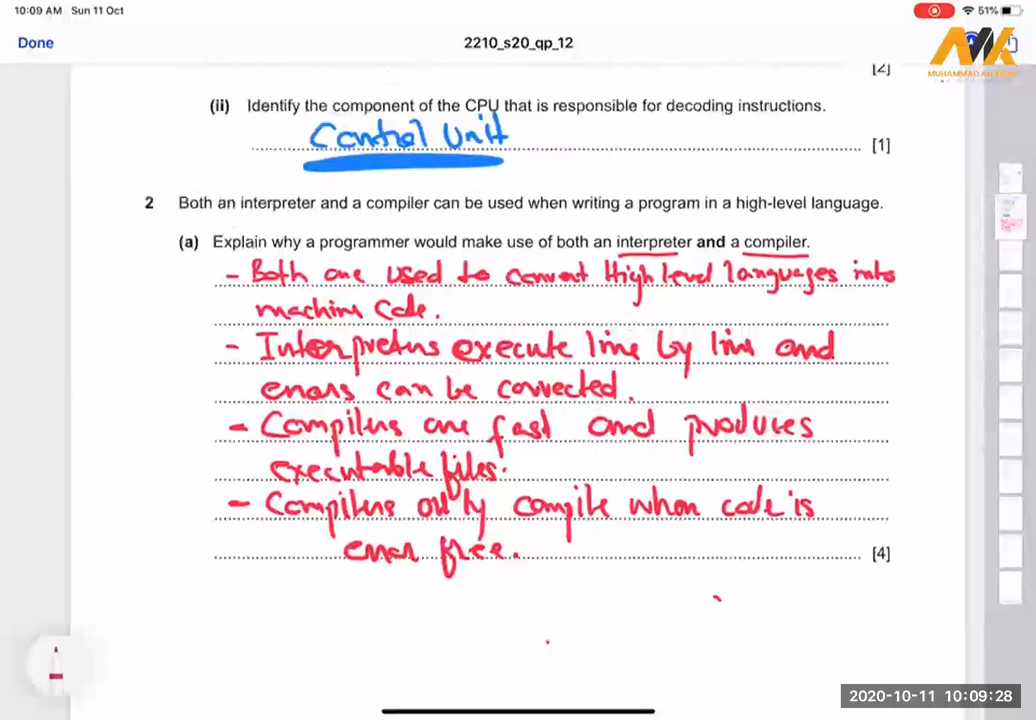 10:09 AM Sun 11 Oct
51%
Done
2210_s20_qp_12
[2]
(ii) Identify the component of the CPU that is responsible for decoding instructions.
Control Unit [1]
2 Both an interpreter and a compiler can be used when writing a program in a high-level language.
(a) Explain why a programmer would make use of both an interpreter and a compiler.
- Both are used to convert High level languages into
machine code.
- Interpreters execute line by line and
errors can be corrected.
- Compilers are fast and produces
executable files.
- Compilers only compile when code is
error free. [4]
2020-10-11 10:09:28